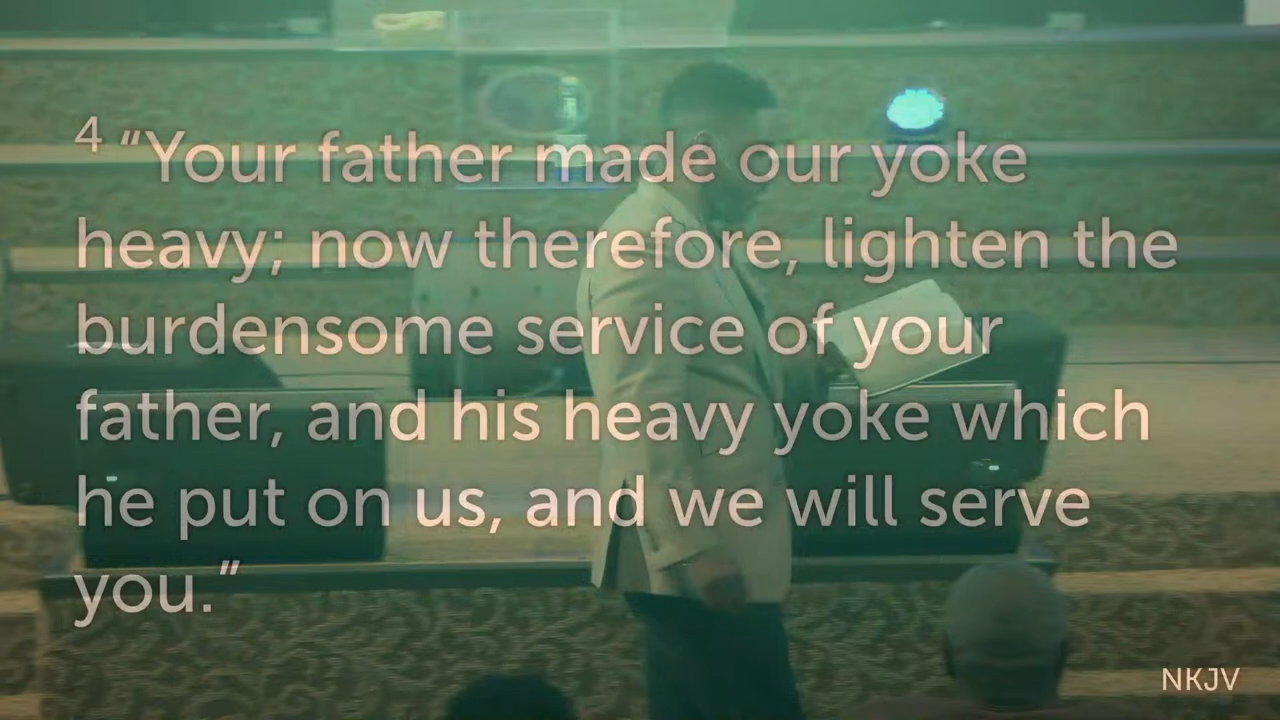 4 “Your father made our yoke
heavy; now therefore, lighten the
burdensome service of your
father, and his heavy yoke which
he put on us, and we will serve
you.”
NKJV